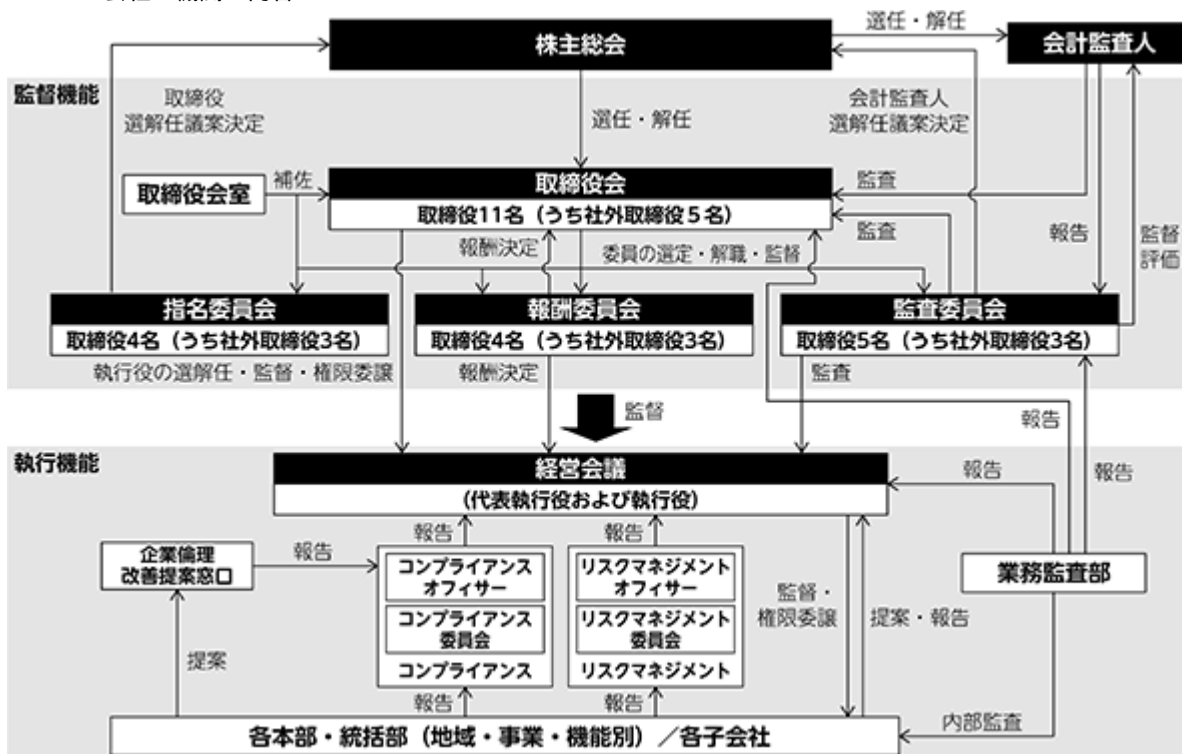 選任・解任
株主総会
会計監査人
監督機能
取締役
選解任議案決定
選任・解任
会計監査人
選解任議案決定
取締役会室
補佐
取締役会
取締役11名（うち社外取締役５名）
監査
監査
報告
監督
評価
報酬決定
委員の選定・解職・監督
指名委員会
取締役4名（うち社外取締役3名）
報酬委員会
取締役4名（うち社外取締役3名）
監査委員会
取締役5名（うち社外取締役3名）
執行役の選解任・監督・権限委譲
報酬決定
監査
監督
報告
執行機能
経営会議
（代表執行役および執行役）
報告
報告
報告
報告
企業倫理
改善提案窓口
報告
コンプライアンス
オフィサー
コンプライアンス
委員会
コンプライアンス
リスクマネジメント
オフィサー
リスクマネジメント
委員会
リスクマネジメント
監督・
権限委譲
提案・報告
業務監査部
提案
報告
報告
内部監査
各本部・統括部（地域・事業・機能別）／各子会社